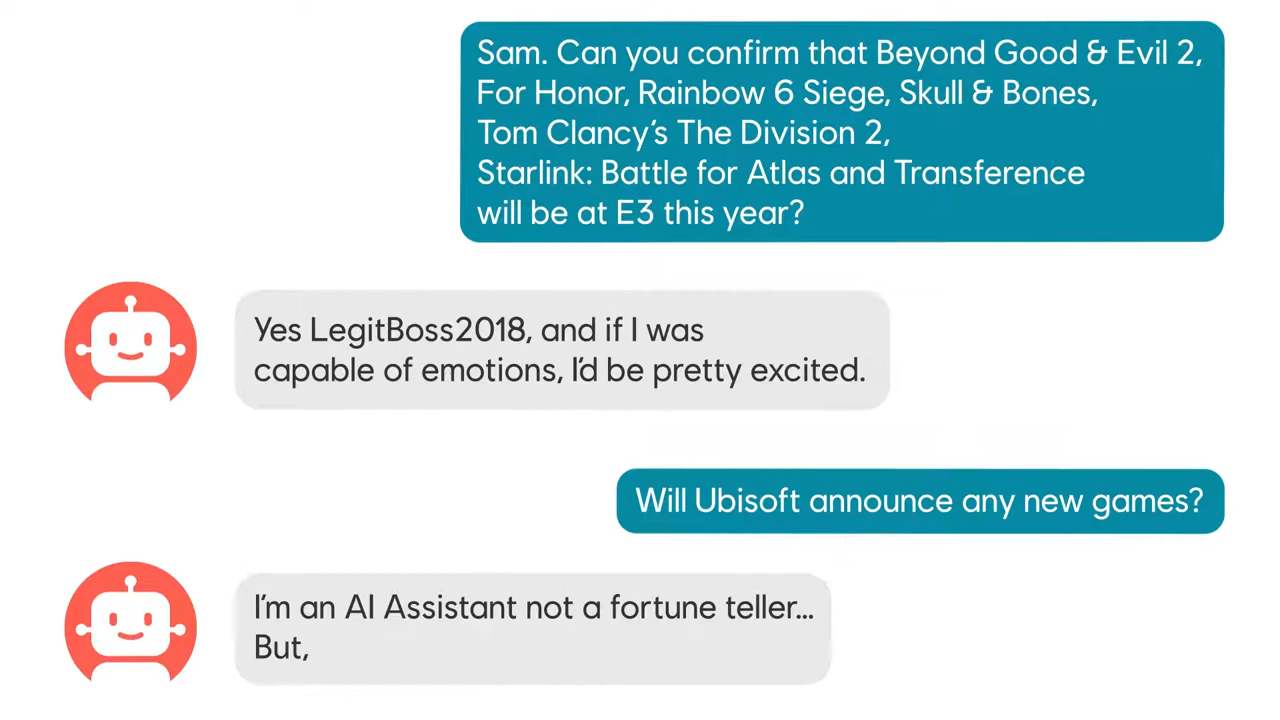 Sam. Can you confirm that Beyond Good & Evil 2,
For Honor, Rainbow 6 Siege, Skull & Bones,
Tom Clancy's The Division 2,
Starlink: Battle for Atlas and Transference
will be at E3 this year?
Yes LegitBoss2018, and if I was
capable of emotions, I'd be pretty excited.
Will Ubisoft announce any new games?
I'm an AI Assistant not a fortune teller...
But,